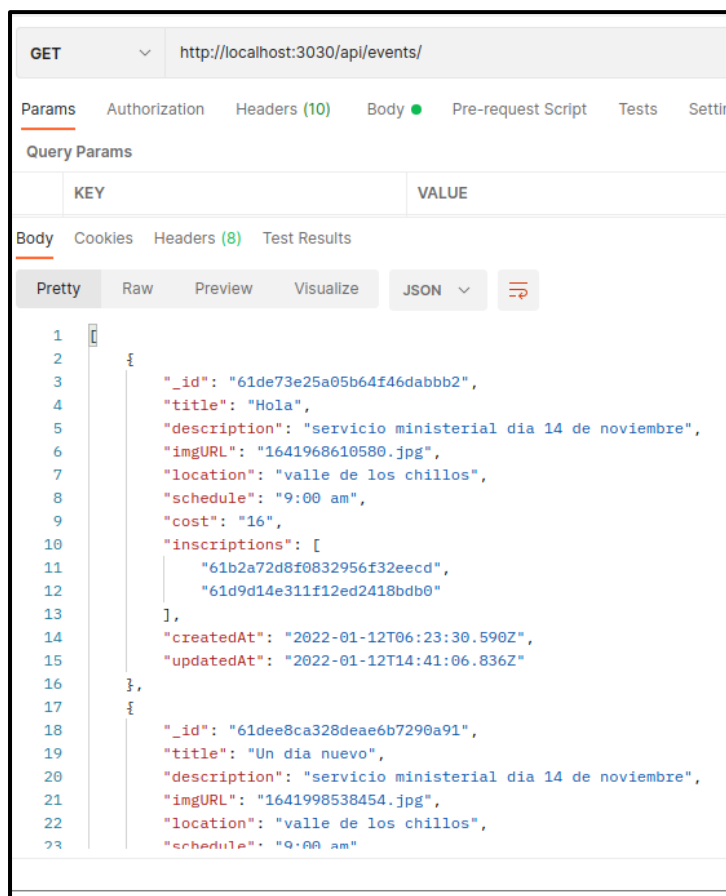 GET http://localhost:3030/api/events/
Params Authorization Headers (10) Body Pre-request Script Tests
Query Params
KEY VALUE
Body Cookies Headers (8) Test Results
Pretty Raw Preview Visualize JSON
1 [
2 {
3 "_id": "61de73e25a05b64f46dabbb2",
4 "title": "Hola",
5 "description": "servicio ministerial dia 14 de noviembre",
6 "imgURL": "1641968610580.jpg",
7 "location": "valle de los chillos",
8 "schedule": "9:00 am",
9 "cost": "16",
10 "inscriptions": [
11 "61b2a72d8f0832956f32eecd",
12 "61d9d14e311f12ed2418bdb0"
13 ],
14 "createdAt": "2022-01-12T06:23:30.590Z",
15 "updatedAt": "2022-01-12T14:41:06.836Z"
16 },
17 {
18 "_id": "61dee8ca328deae6b7290a91",
19 "title": "Un dia nuevo",
20 "description": "servicio ministerial dia 14 de noviembre",
21 "imgURL": "1641998538454.jpg",
22 "location": "valle de los chillos",
23 "schedule": "9:00 am"